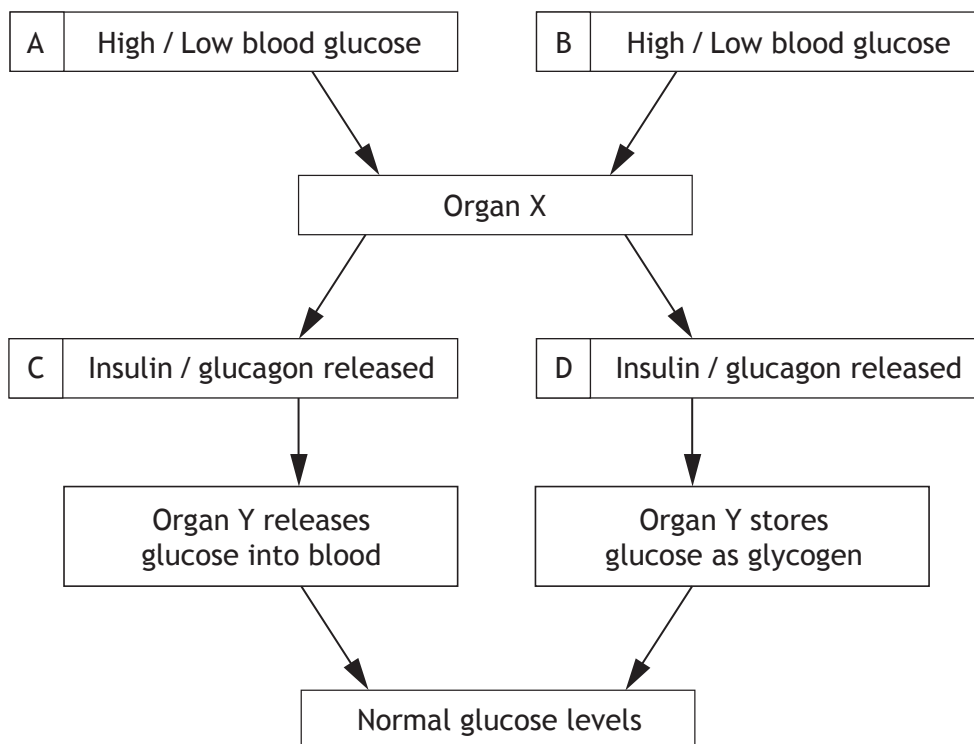 A High / Low blood glucose
B High / Low blood glucose
Organ X
C Insulin / glucagon released
D Insulin / glucagon released
Organ Y releases
glucose into blood
Organ Y stores
glucose as glycogen
Normal glucose levels